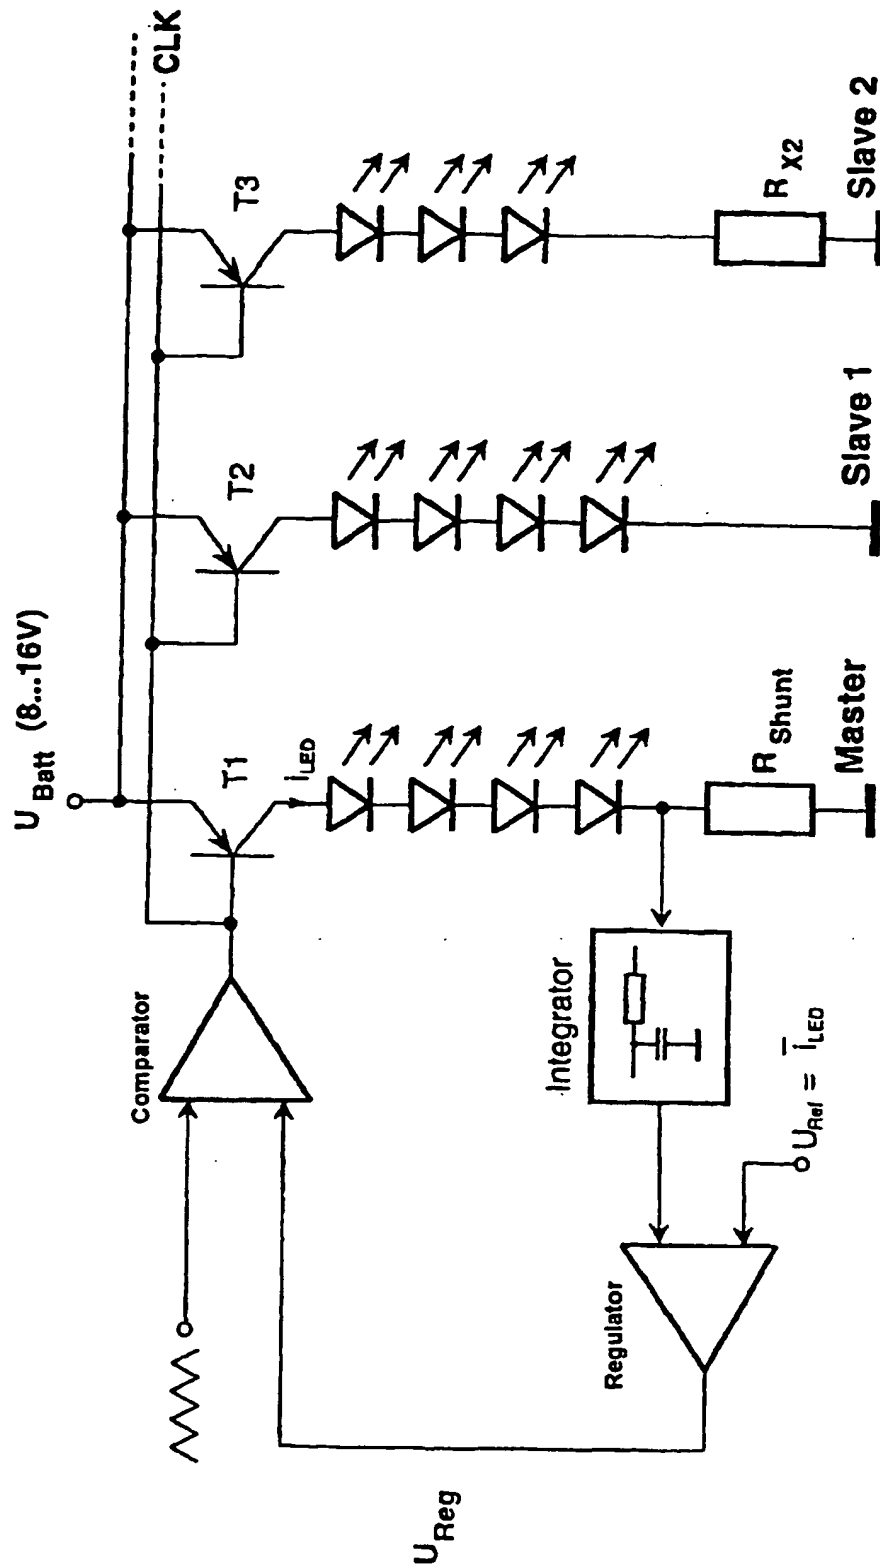 U Batt (8...16V)
CLK
Comparator
T1
T2
T3
i LED
U Reg
Regulator
Integrator
U Ref = i̅ LED
R Shunt
R X2
Master
Slave 1
Slave 2